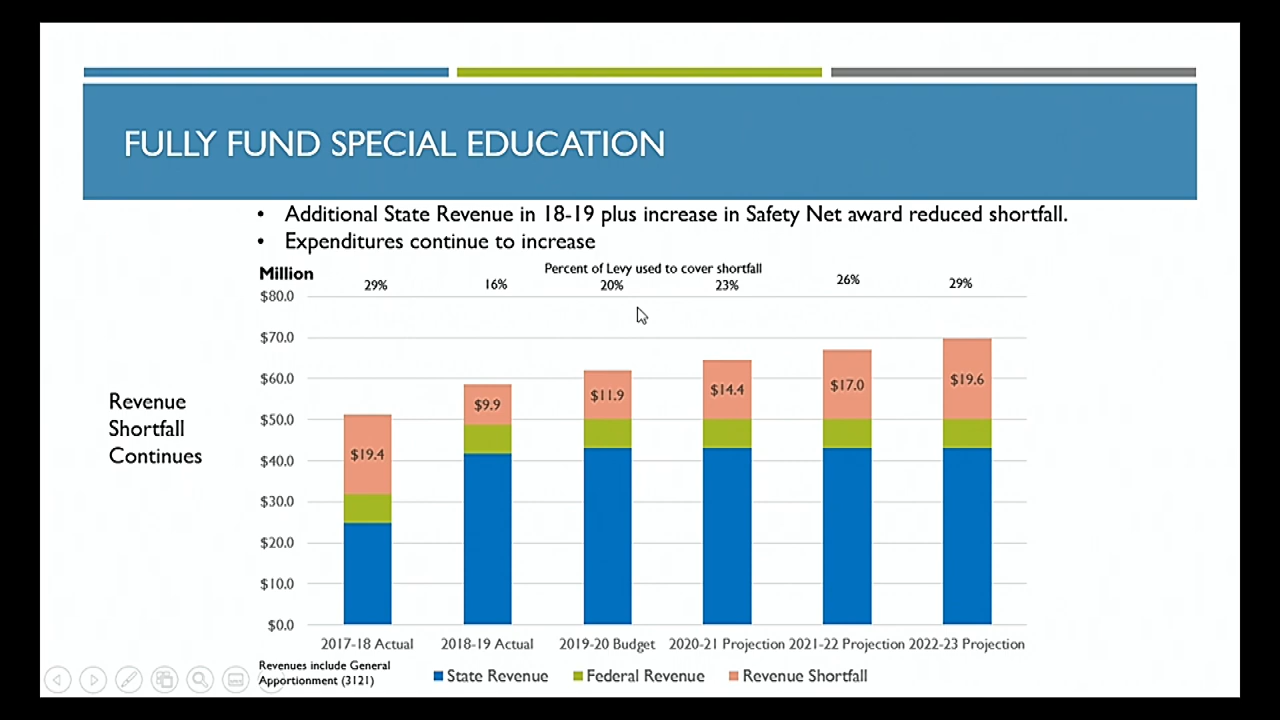 FULLY FUND SPECIAL EDUCATION
• Additional State Revenue in 18-19 plus increase in Safety Net award reduced shortfall.
• Expenditures continue to increase
Million
Percent of Levy used to cover shortfall
29% 16% 20% 23% 26% 29%
$80.0
$70.0
$60.0
$50.0
$40.0
$30.0
$20.0
$10.0
$0.0
$19.4 $9.9 $11.9 $14.4 $17.0 $19.6
Revenue
Shortfall
Continues
2017-18 Actual 2018-19 Actual 2019-20 Budget 2020-21 Projection 2021-22 Projection 2022-23 Projection
Revenues include General
Apportionment (3121)
State Revenue Federal Revenue Revenue Shortfall